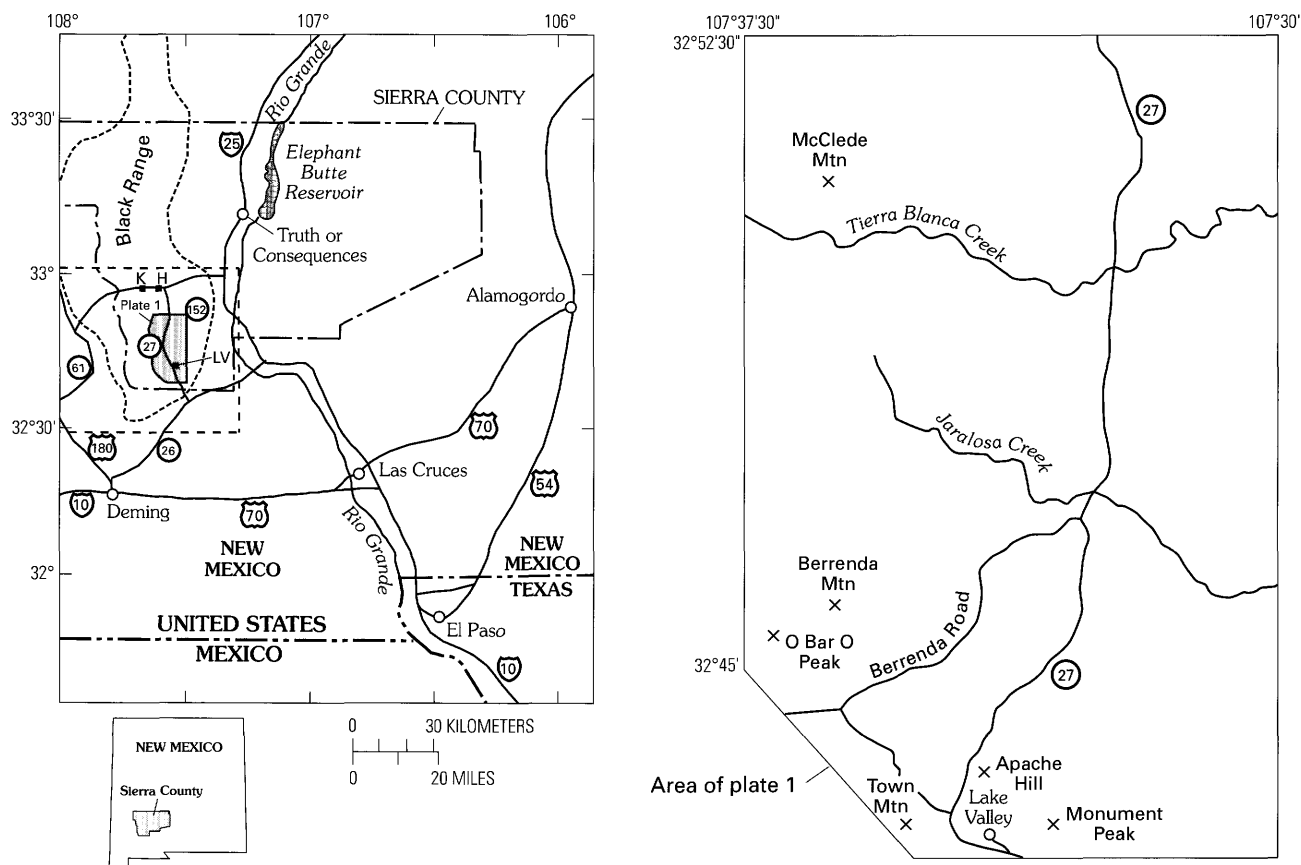 108°
107°
106°
Rio Grande
SIERRA COUNTY
33°30'
25
Elephant
Butte
Reservoir
Black Range
Truth or
Consequences
33°
K H
Plate 1
152
Alamogordo
27
LV
61
32°30'
180
26
70
Las Cruces
54
10
Deming
70
Rio Grande
NEW
MEXICO
NEW
MEXICO
32°
TEXAS
UNITED STATES
MEXICO
El Paso
10
0 30 KILOMETERS
0 20 MILES
NEW MEXICO
Sierra County
107°37'30"
107°30'
32°52'30"
27
McClede
Mtn
Tierra Blanca Creek
Jaralosa Creek
Berrenda
Mtn
Berrenda Road
O Bar O
Peak
32°45'
27
Area of plate 1
Town
Mtn
Apache
Hill
Lake
Valley
Monument
Peak